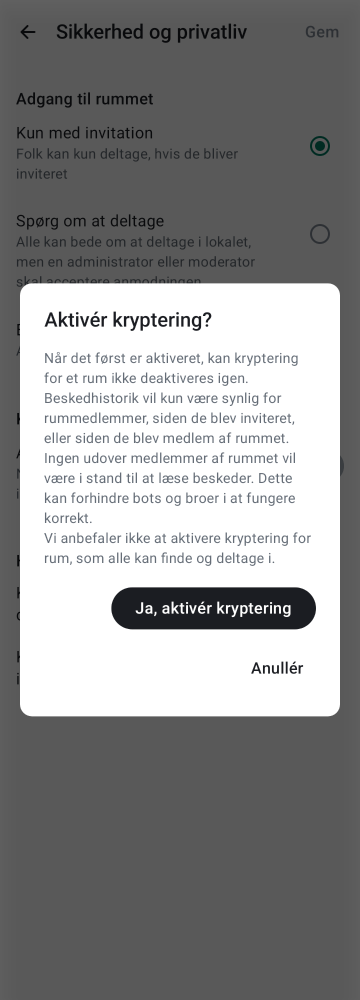 Sikkerhed og privatliv
Gem
Adgang til rummet
Kun med invitation
Folk kan kun deltage, hvis de bliver
inviteret
Spørg om at deltage
Alle kan bede om at deltage i lokalet,
men en administrator eller moderator
skal acceptere anmodningen
Aktivér kryptering?
Når det først er aktiveret, kan kryptering
for et rum ikke deaktiveres igen.
Beskedhistorik vil kun være synlig for
rummedlemmer, siden de blev inviteret,
eller siden de blev medlem af rummet.
Ingen udover medlemmer af rummet vil
være i stand til at læse beskeder. Dette
kan forhindre bots og broer i at fungere
korrekt.
Vi anbefaler ikke at aktivere kryptering for
rum, som alle kan finde og deltage i.
Ja, aktivér kryptering
Anullér